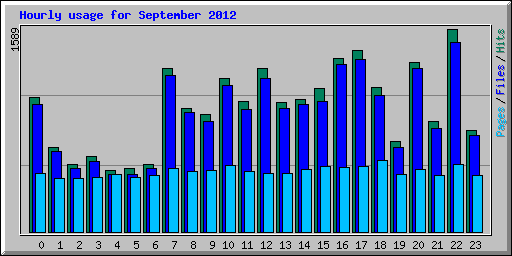 Hourly usage for September 2012
1589
Pages/Files/Hits
0 1 2 3 4 5 6 7 8 9 10 11 12 13 14 15 16 17 18 19 20 21 22 23